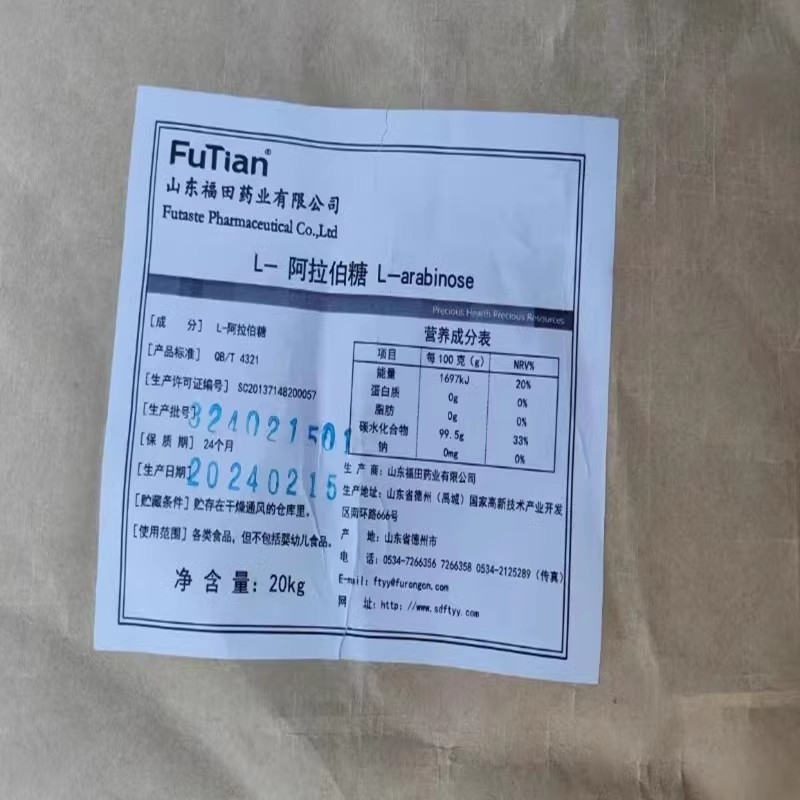 FuTian®
山东福田药业有限公司
Futaste Pharmaceutical Co.,Ltd
L- 阿拉伯糖 L-arabinose
Precious Health Precious Resources
[成 分] L-阿拉伯糖
[产品标准] QB/T 4321
[生产许可证编号] SC20137148200057
[生产批号] 324021501
[保 质 期] 24个月
[生产日期] 20240215
[贮藏条件] 贮存在干燥通风的仓库里。
[使用范围] 各类食品，但不包括婴幼儿食品。
净 含 量：20kg
营养成分表
项目 每100克（g） NRV%
能量 1697kJ 20%
蛋白质 0g 0%
脂肪 0g 0%
碳水化合物 99.5g 33%
钠 0mg 0%
生 产 商：山东福田药业有限公司
生产地址：山东省德州（禹城）国家高新技术产业开发
区南环路666号
产 地：山东省德州市
电 话：0534-7266356 7266358 0534-2125289（传真）
E-mail：ftyy@furongcn.com
网 址：http：//www.sdftyy.com